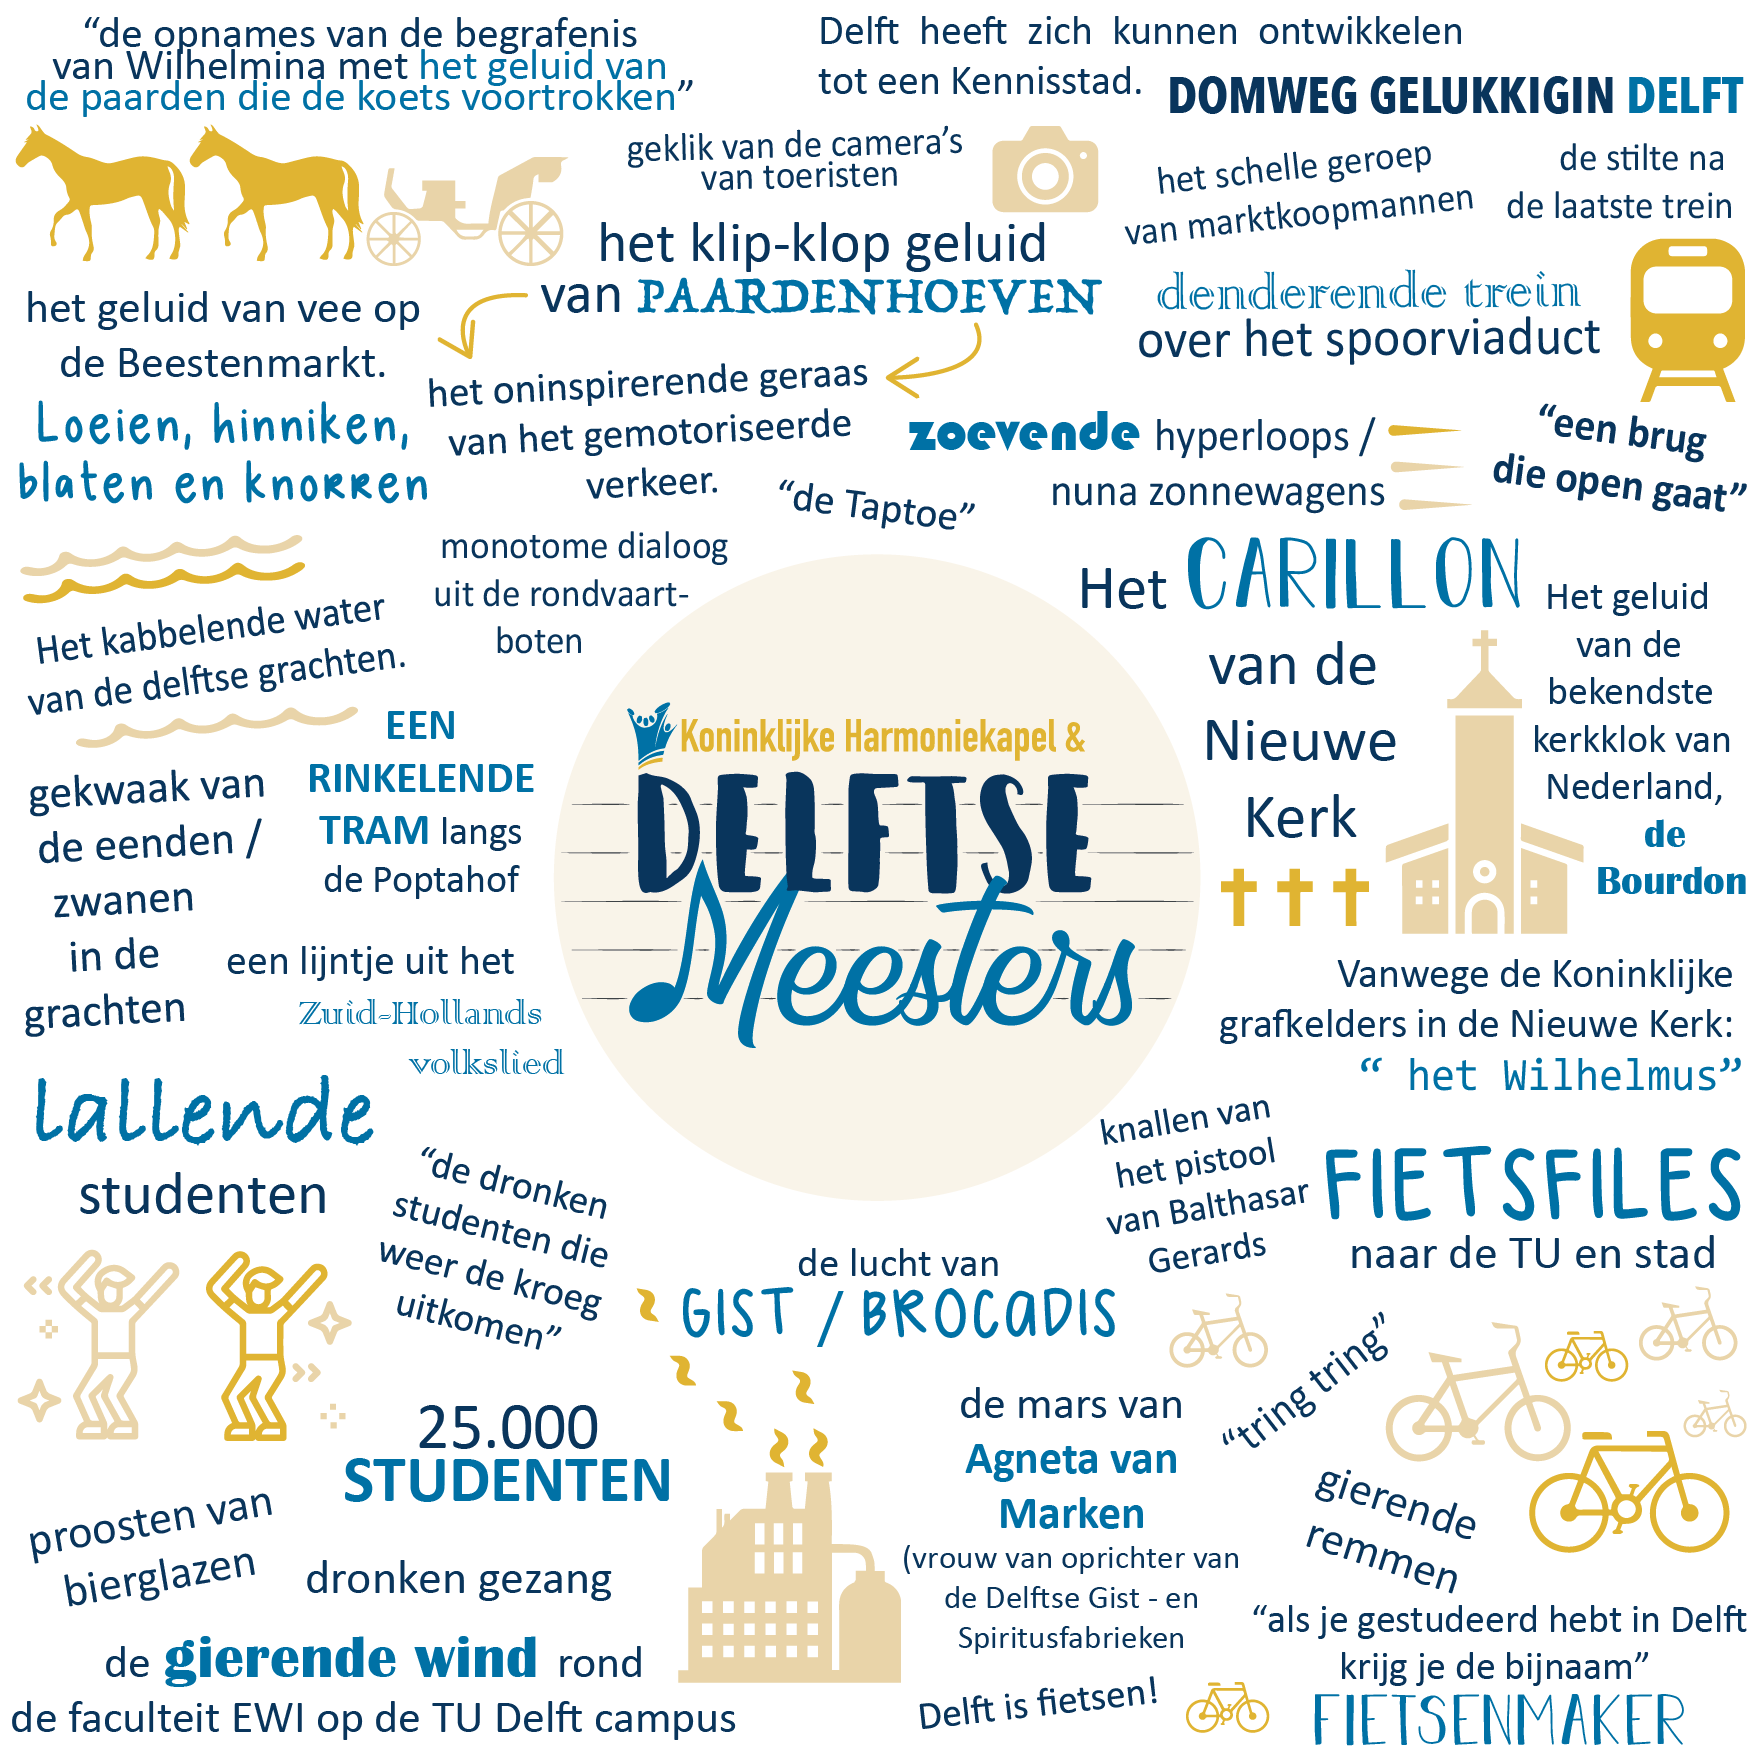 “de opnames van de begrafenis
van Wilhelmina met het geluid van
de paarden die de koets voortrokken”
Delft heeft zich kunnen ontwikkelen
tot een Kennisstad.
DOMWEG GELUKKIGIN DELFT
geklik van de camera’s
van toeristen
het schelle geroep
van marktkoopmannen
de stilte na
de laatste trein
het klip-klop geluid
van PAARDENHOEVEN
het geluid van vee op
de Beestenmarkt.
Loeien, hinniken,
blaten en knorren
denderende trein
over het spoorviaduct
het oninspirerende geraas
van het gemotoriseerde
verkeer.
zoevende hyperloops /
nuna zonnewagens
“een brug
die open gaat”
“de Taptoe”
monotome dialoog
uit de rondvaart-
boten
Het kabbelende water
van de delftse grachten.
Het CARILLON
van de
Nieuwe
Kerk
Het geluid
van de
bekendste
kerkklok van
Nederland,
de
Bourdon
EEN
RINKELENDE
TRAM langs
de Poptahof
gekwaak van
de eenden /
zwanen
in de
grachten
Koninklijke Harmoniekapel &
DELFTSE
Meesters
een lijntje uit het
Zuid-Hollands
volkslied
Vanwege de Koninklijke
grafkelders in de Nieuwe Kerk:
“ het Wilhelmus”
lallende
studenten
“de dronken
studenten die
weer de kroeg
uitkomen”
knallen van
het pistool
van Balthasar
Gerards
FIETSFILES
naar de TU en stad
de lucht van
GIST / BROCADIS
“tring tring”
25.000
STUDENTEN
de mars van
Agneta van
Marken
(vrouw van oprichter van
de Delftse Gist - en
Spiritusfabrieken
gierende
remmen
proosten van
bierglazen
dronken gezang
de gierende wind rond
de faculteit EWI op de TU Delft campus
Delft is fietsen!
“als je gestudeerd hebt in Delft
krijg je de bijnaam”
FIETSENMAKER